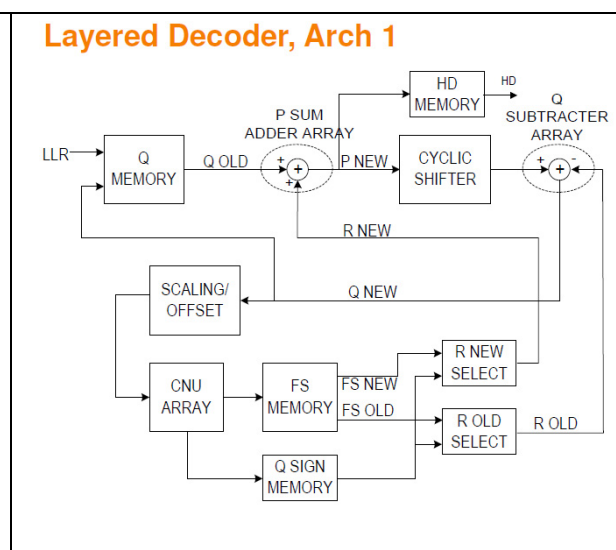 Layered Decoder, Arch 1
HD
MEMORY
HD
P SUM
ADDER ARRAY
Q
SUBTRACTER
ARRAY
LLR
Q
MEMORY
Q OLD
+
+
+
P NEW
CYCLIC
SHIFTER
+
+
-
R NEW
SCALING/
OFFSET
Q NEW
CNU
ARRAY
FS
MEMORY
FS NEW
FS OLD
R NEW
SELECT
R OLD
SELECT
R OLD
Q SIGN
MEMORY